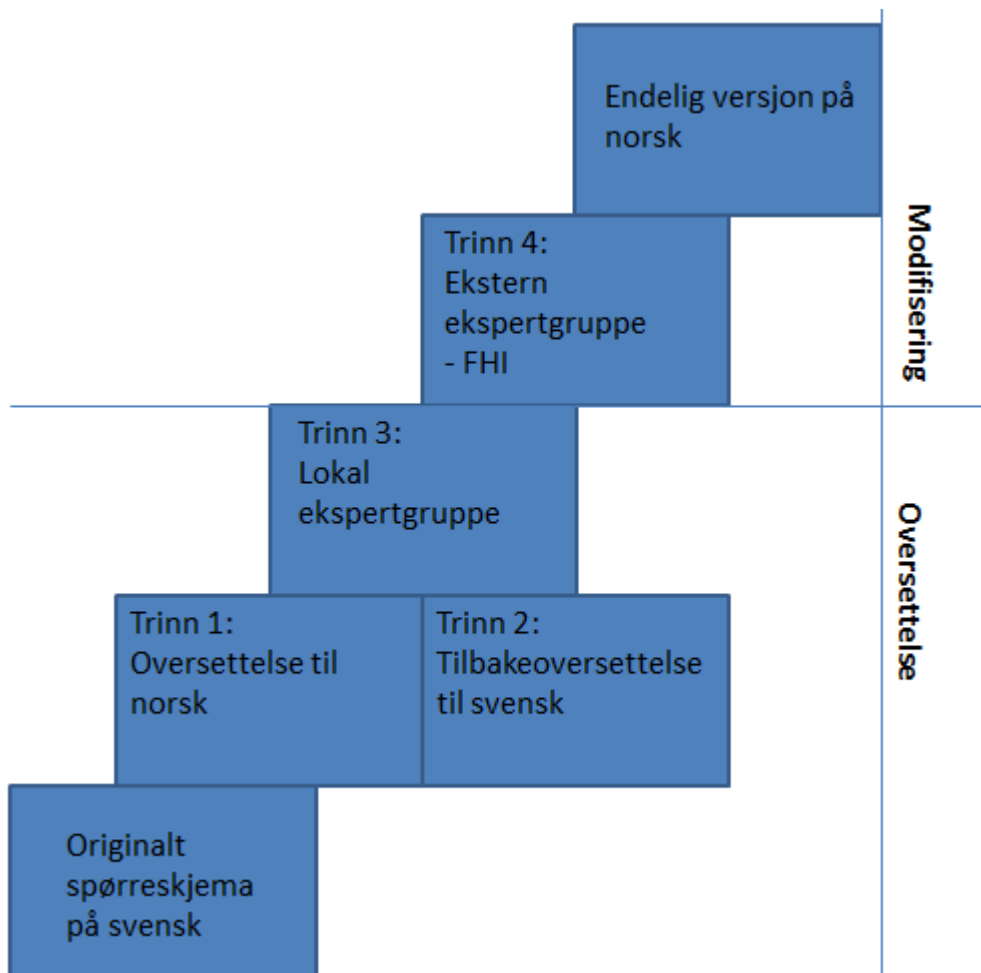 Endelig versjon på
norsk
Trinn 4:
Ekstern
ekspertgruppe
- FHI
Modifisering
Trinn 3:
Lokal
ekspertgruppe
Trinn 1:
Oversettelse til
norsk
Trinn 2:
Tilbakeoversettelse
til svensk
Oversettelse
Originalt
spørreskjema
på svensk